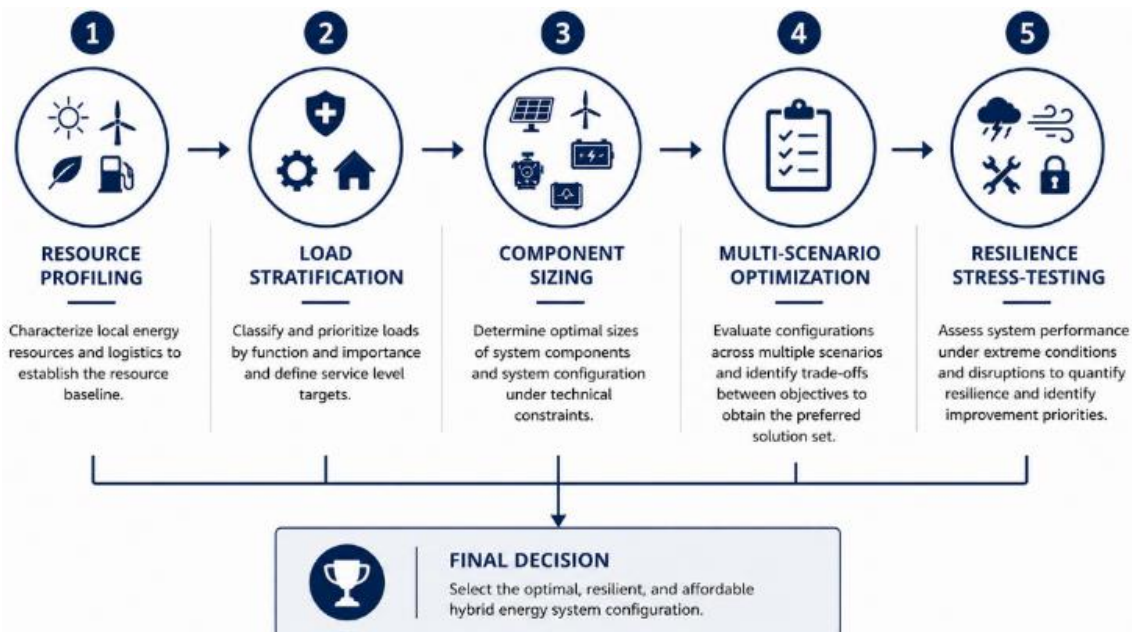 1
2
3
4
5
RESOURCE
PROFILING
Characterize local energy
resources and logistics to
establish the resource
baseline.
LOAD
STRATIFICATION
Classify and prioritize loads
by function and importance
and define service level
targets.
COMPONENT
SIZING
Determine optimal sizes
of system components
and system configuration
under technical
constraints.
MULTI-SCENARIO
OPTIMIZATION
Evaluate configurations
across multiple scenarios
and identify trade-offs
between objectives to
obtain the preferred
solution set.
RESILIENCE
STRESS-TESTING
Assess system performance
under extreme conditions
and disruptions to quantify
resilience and identify
improvement priorities.
FINAL DECISION
Select the optimal, resilient, and affordable
hybrid energy system configuration.